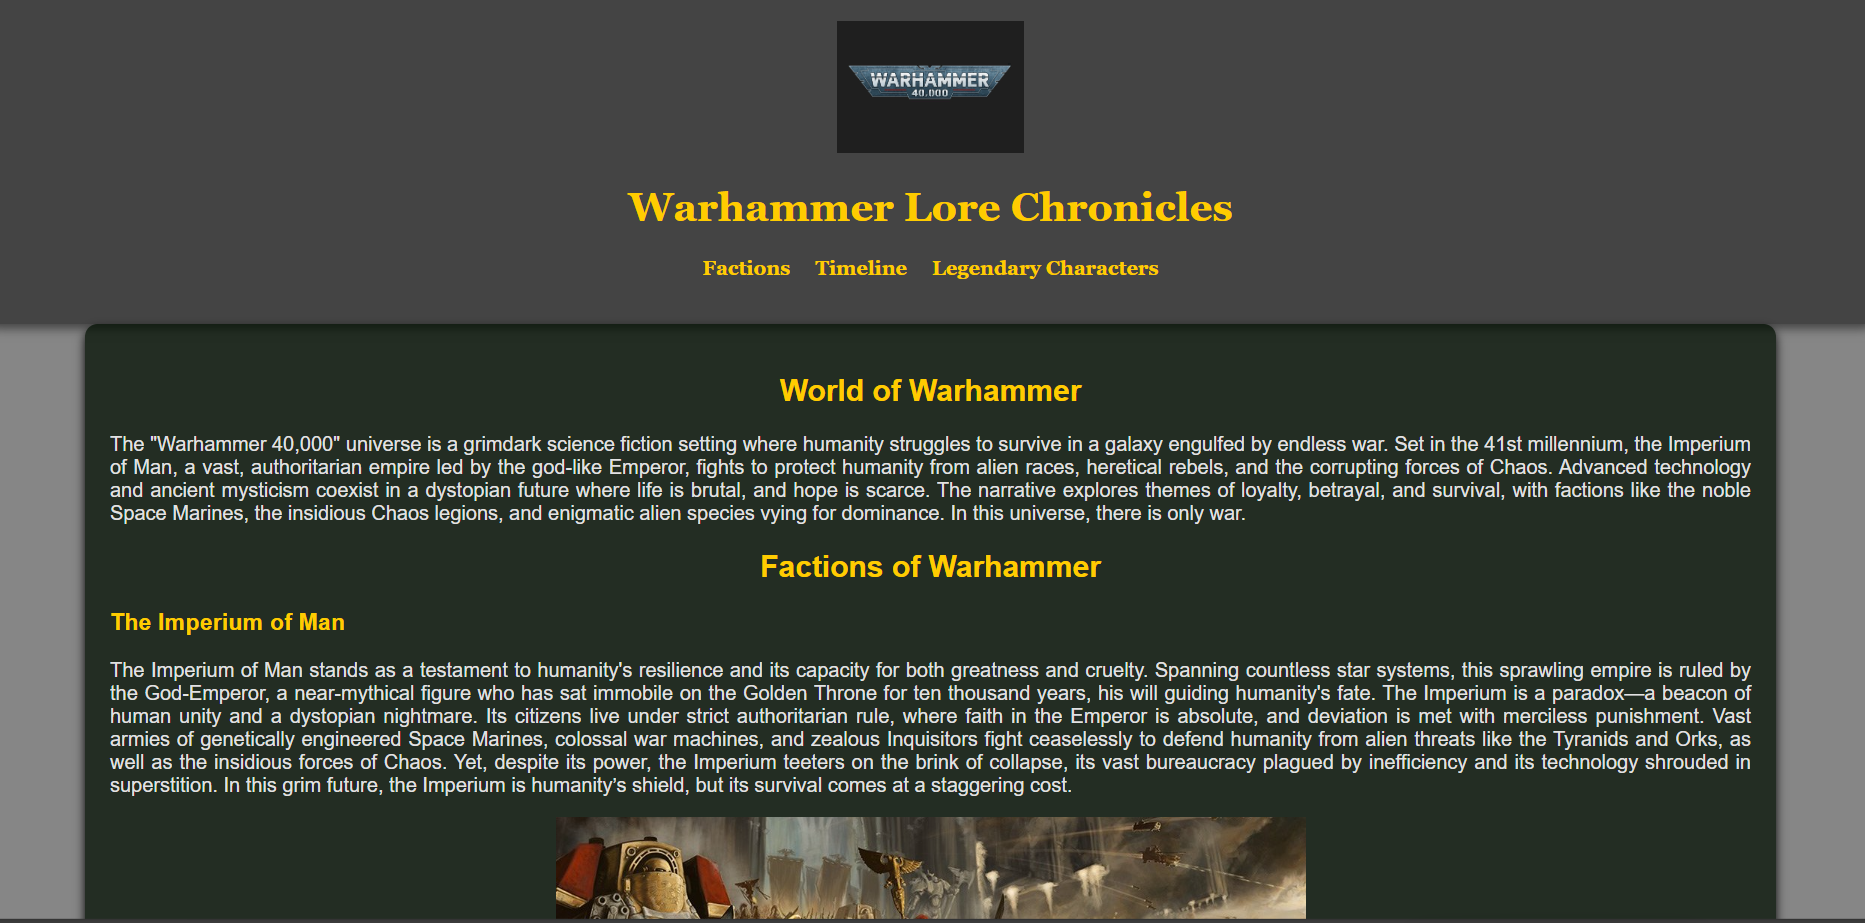 WARHAMMER
40,000
Warhammer Lore Chronicles
Factions Timeline Legendary Characters
World of Warhammer
The "Warhammer 40,000" universe is a grimdark science fiction setting where humanity struggles to survive in a galaxy engulfed by endless war. Set in the 41st millennium, the Imperium
of Man, a vast, authoritarian empire led by the god-like Emperor, fights to protect humanity from alien races, heretical rebels, and the corrupting forces of Chaos. Advanced technology
and ancient mysticism coexist in a dystopian future where life is brutal, and hope is scarce. The narrative explores themes of loyalty, betrayal, and survival, with factions like the noble
Space Marines, the insidious Chaos legions, and enigmatic alien species vying for dominance. In this universe, there is only war.
Factions of Warhammer
The Imperium of Man
The Imperium of Man stands as a testament to humanity's resilience and its capacity for both greatness and cruelty. Spanning countless star systems, this sprawling empire is ruled by
the God-Emperor, a near-mythical figure who has sat immobile on the Golden Throne for ten thousand years, his will guiding humanity's fate. The Imperium is a paradox—a beacon of
human unity and a dystopian nightmare. Its citizens live under strict authoritarian rule, where faith in the Emperor is absolute, and deviation is met with merciless punishment. Vast
armies of genetically engineered Space Marines, colossal war machines, and zealous Inquisitors fight ceaselessly to defend humanity from alien threats like the Tyranids and Orks, as
well as the insidious forces of Chaos. Yet, despite its power, the Imperium teeters on the brink of collapse, its vast bureaucracy plagued by inefficiency and its technology shrouded in
superstition. In this grim future, the Imperium is humanity’s shield, but its survival comes at a staggering cost.